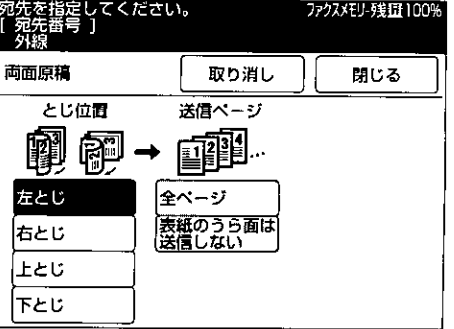 宛先を指定してください。 ファクスメモリ-残量100%
[ 宛先番号 ]
外線
両面原稿 取り消し 閉じる
とじ位置 送信ページ
左とじ 全ページ
右とじ 表紙のうら面は
送信しない
上とじ
下とじ